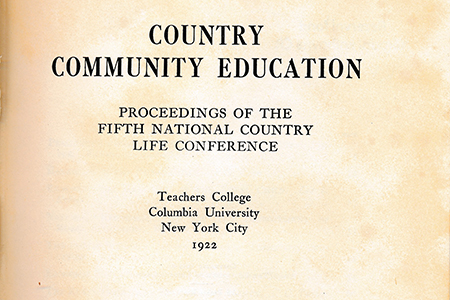 COUNTRY
COMMUNITY EDUCATION
PROCEEDINGS OF THE
FIFTH NATIONAL COUNTRY
LIFE CONFERENCE
Teachers College
Columbia University
New York City
1922